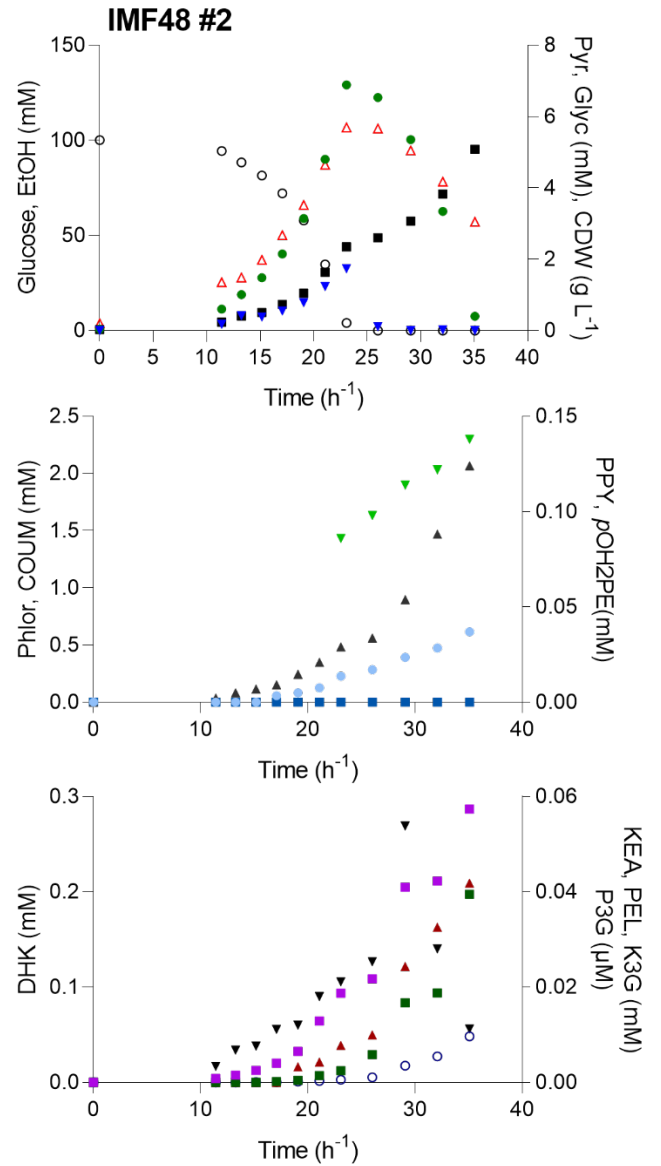 IMF48 #2
150
100
50
0
Glucose, EtOH (mM)
8
6
4
2
0
Pyr, Glyc (mM), CDW (g L⁻¹)
0 10 20 30 40
Time (h⁻¹)
2.5
2.0
1.5
1.0
0.5
0.0
Phlor, COUM (mM)
0.15
0.10
0.05
0.00
PPY, pOH2PE(mM)
0 10 20 30 40
Time (h⁻¹)
0.3
0.2
0.1
0.0
DHK (mM)
0.06
0.04
0.02
0.00
KEA, PEL, K3G (mM)
P3G (µM)
0 10 20 30 40
Time (h⁻¹)